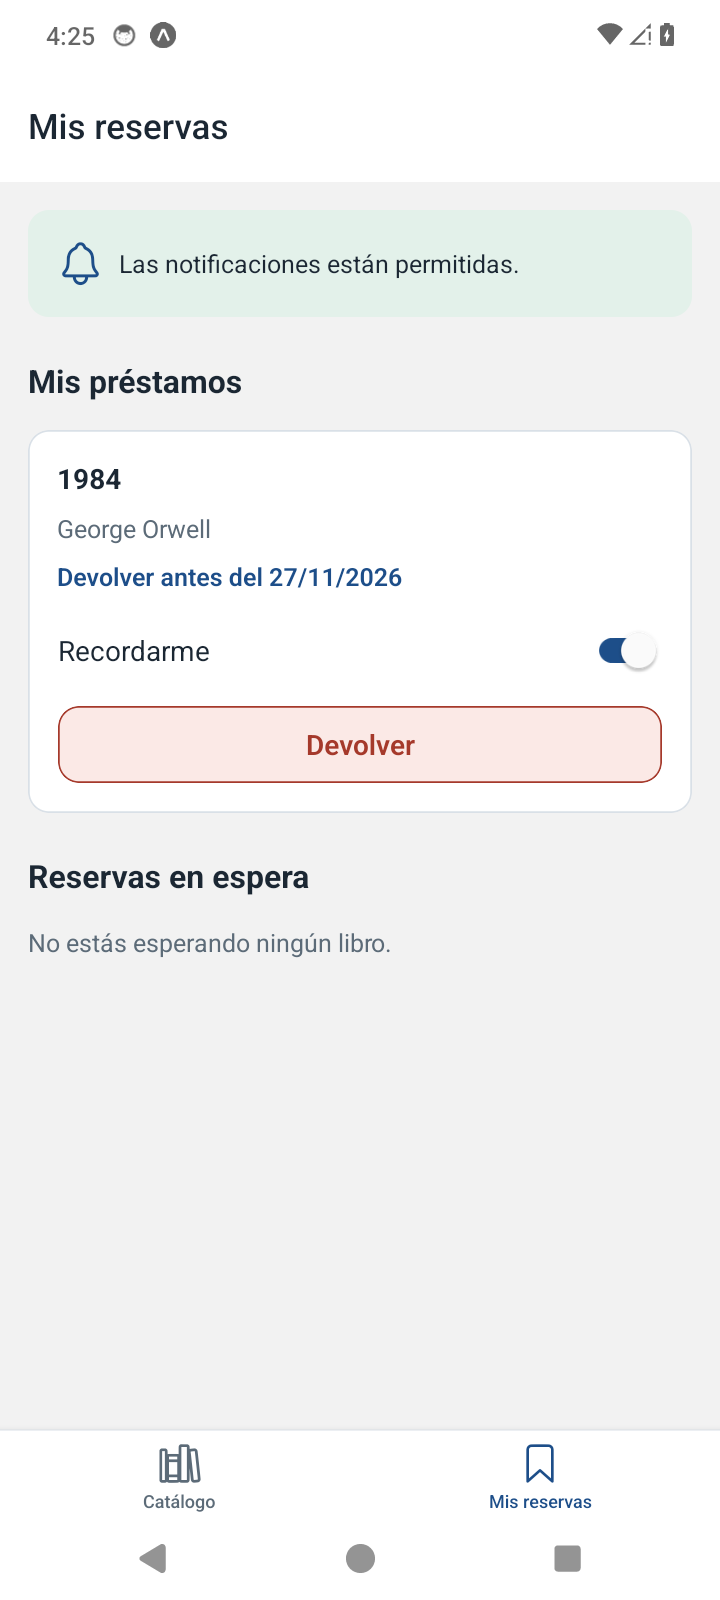 4:25
Mis reservas
Las notificaciones están permitidas.
Mis préstamos
1984
George Orwell
Devolver antes del 27/11/2026
Recordarme
Devolver
Reservas en espera
No estás esperando ningún libro.
Catálogo
Mis reservas